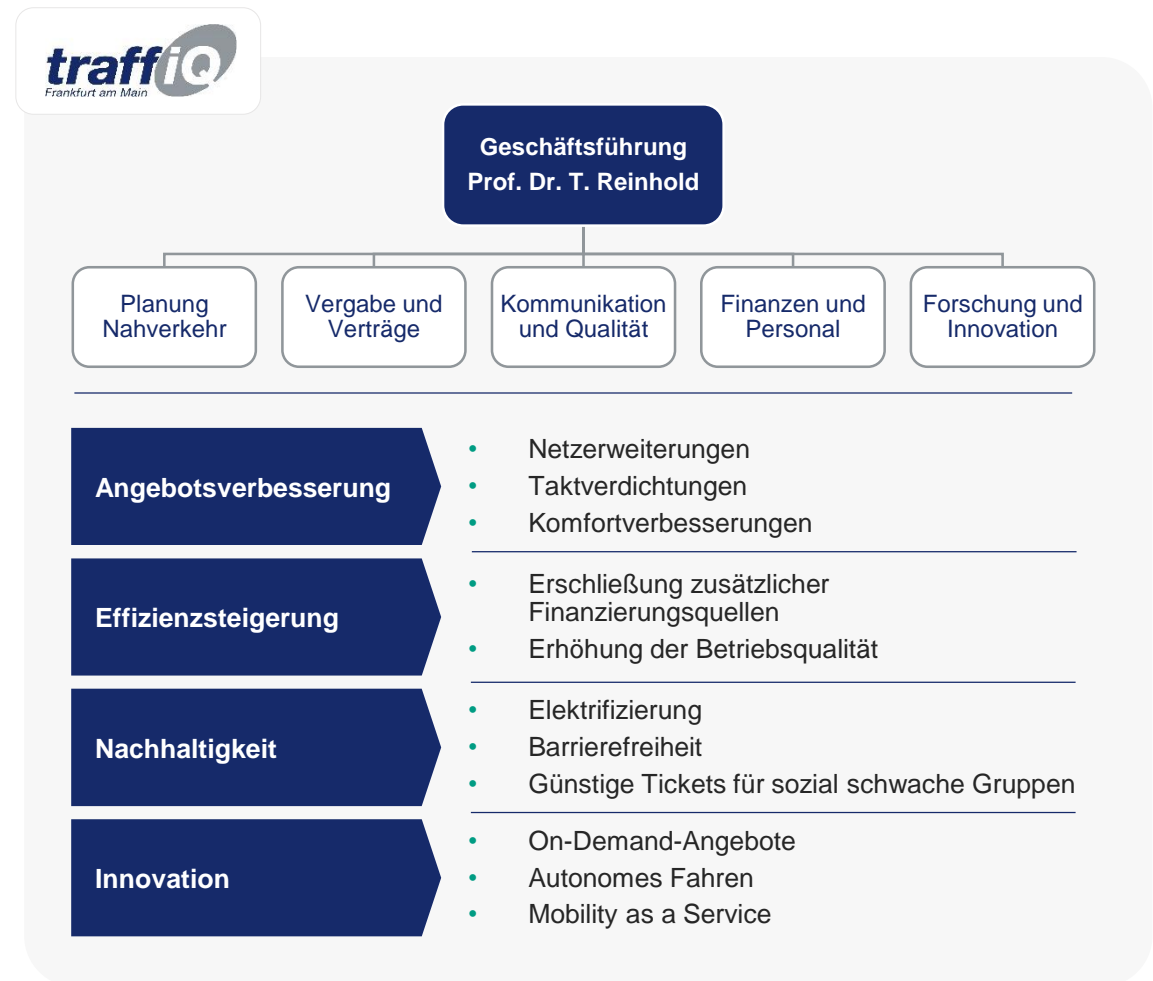 traffiQ
Frankfurt am Main
Geschäftsführung
Prof. Dr. T. Reinhold
Planung
Nahverkehr
Vergabe und
Verträge
Kommunikation
und Qualität
Finanzen und
Personal
Forschung und
Innovation
Angebotsverbesserung
• Netzerweiterungen
• Taktverdichtungen
• Komfortverbesserungen
Effizienzsteigerung
• Erschließung zusätzlicher
Finanzierungsquellen
• Erhöhung der Betriebsqualität
Nachhaltigkeit
• Elektrifizierung
• Barrierefreiheit
• Günstige Tickets für sozial schwache Gruppen
Innovation
• On-Demand-Angebote
• Autonomes Fahren
• Mobility as a Service